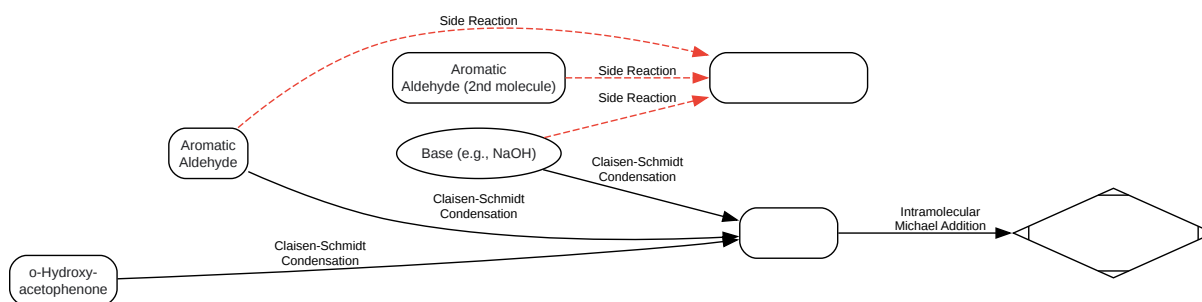 Side Reaction
Aromatic
Aldehyde (2nd molecule)
Side Reaction
Side Reaction
Aromatic
Aldehyde
Base (e.g., NaOH)
Claisen-Schmidt
Condensation
Claisen-Schmidt
Condensation
Intramolecular
Michael Addition
Claisen-Schmidt
Condensation
o-Hydroxy-
acetophenone